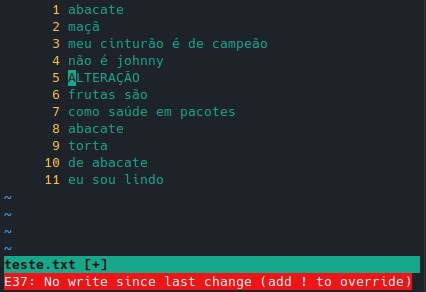 1 abacate
2 maçã
3 meu cinturão é de campeão
4 não é johnny
5 ALTERAÇÃO
6 frutas são
7 como saúde em pacotes
8 abacate
9 torta
10 de abacate
11 eu sou lindo
~
~
~
~
teste.txt [+]
E37: No write since last change (add ! to override)